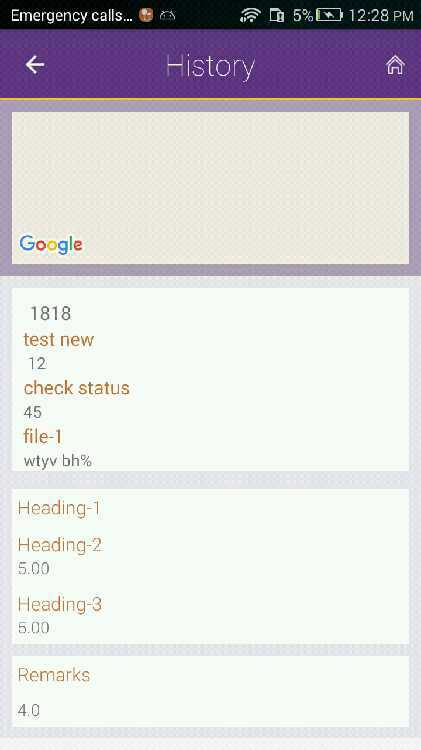 Emergency calls... 5% 12:28 PM
History
Google
1818
test new
12
check status
45
file-1
wtyv bh%
Heading-1
Heading-2
5.00
Heading-3
5.00
Remarks
4.0